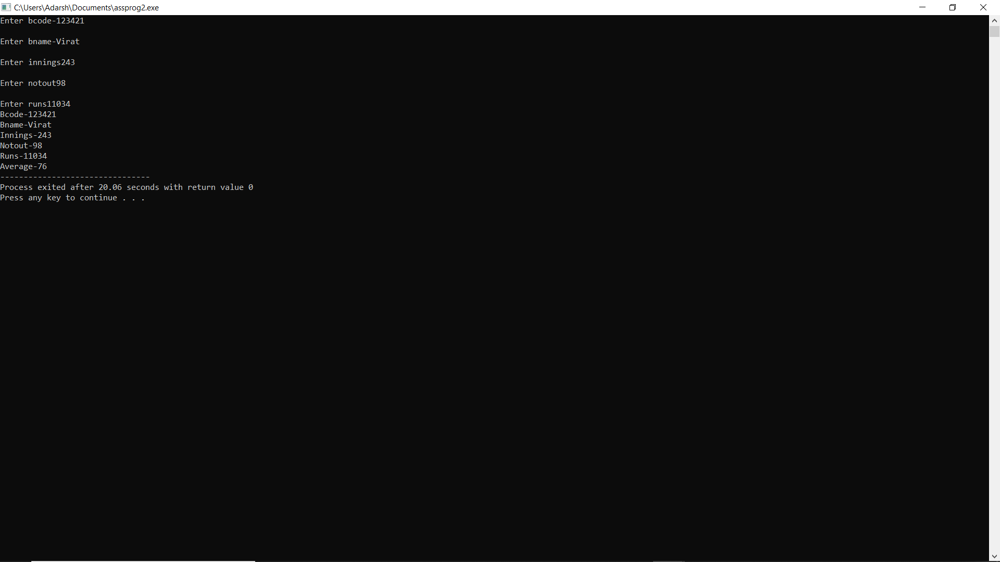 C:\Users\Adarsh\Documents\assprog2.exe
Enter bcode-123421
Enter bname-Virat
Enter innings243
Enter notout98
Enter runs11034
Bcode-123421
Bname-Virat
Innings-243
Notout-98
Runs-11034
Average-76
--------------------------------
Process exited after 20.06 seconds with return value 0
Press any key to continue . . .